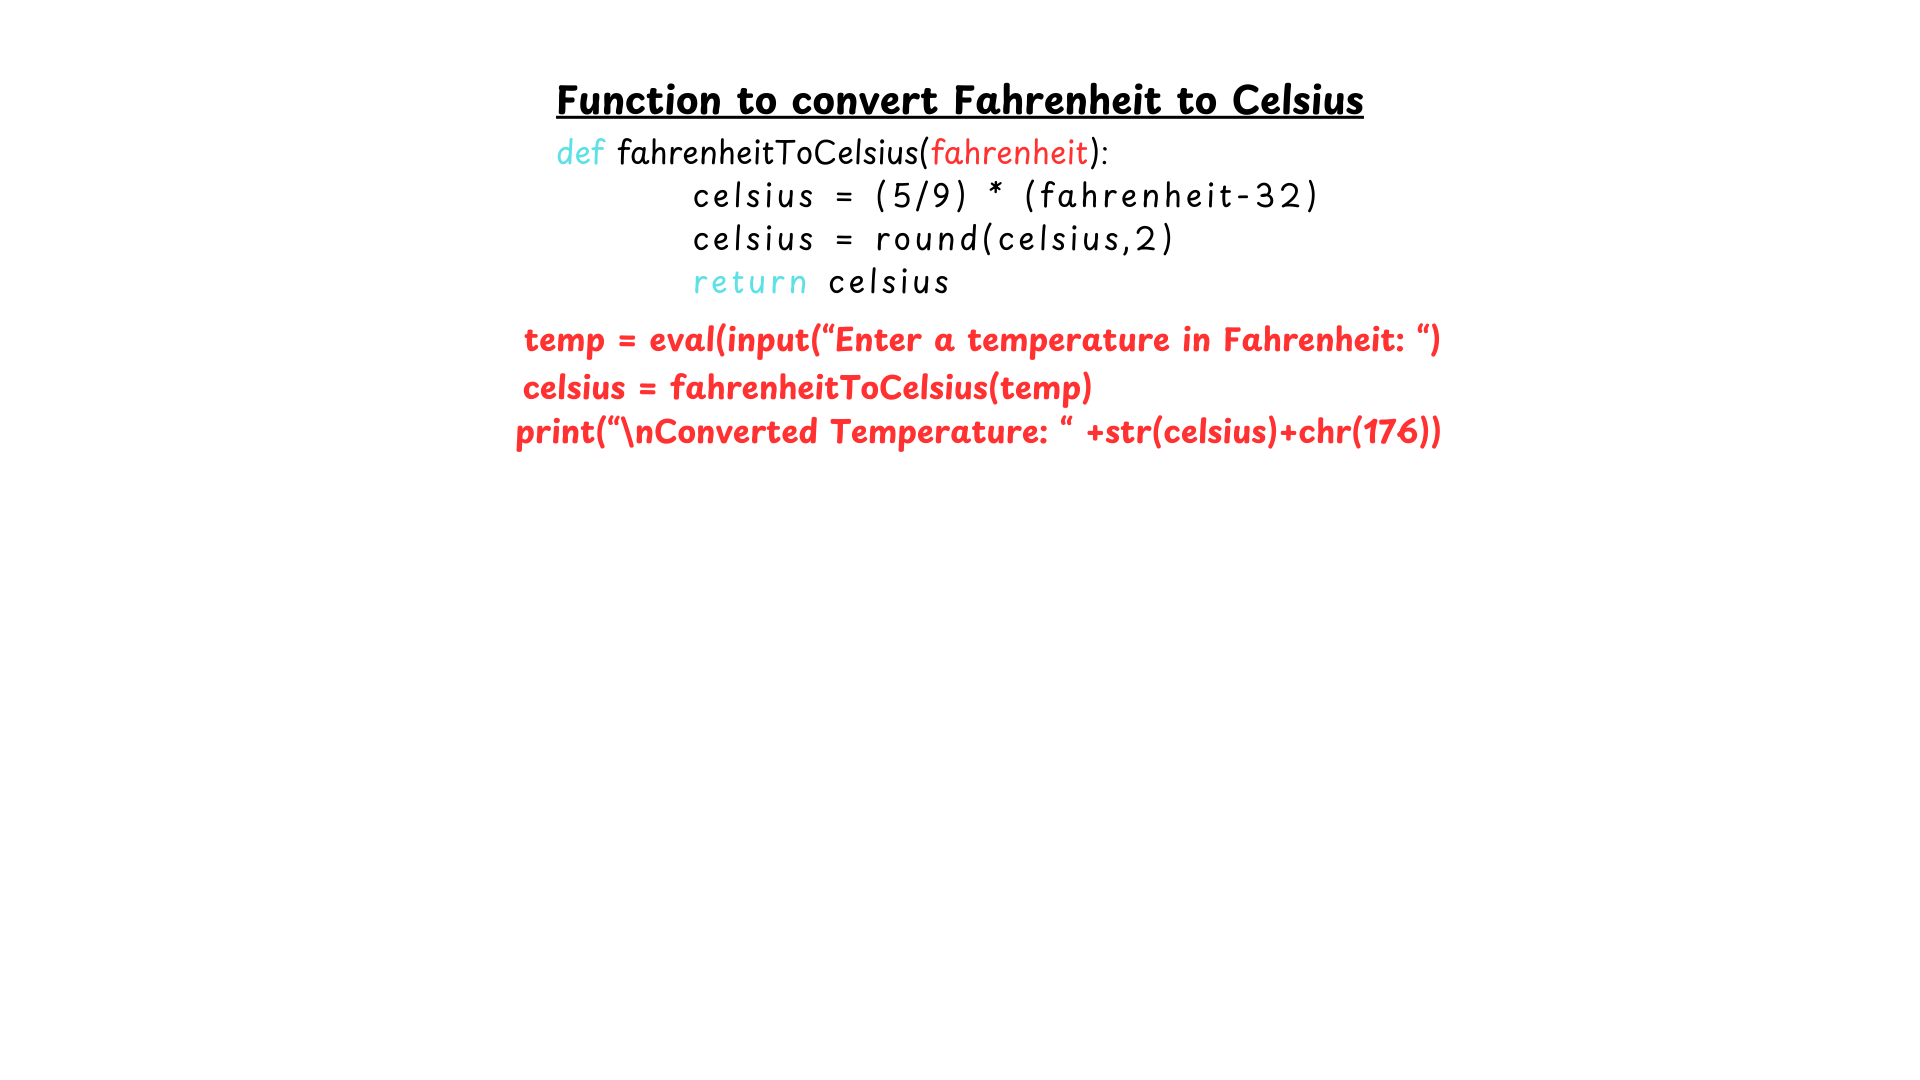 Function to convert Fahrenheit to Celsius
def fahrenheitToCelsius(fahrenheit):
celsius = (5/9) * (fahrenheit-32)
celsius = round(celsius,2)
return celsius
temp = eval(input(“Enter a temperature in Fahrenheit: “)
celsius = fahrenheitToCelsius(temp)
print(“\nConverted Temperature: “ +str(celsius)+chr(176))